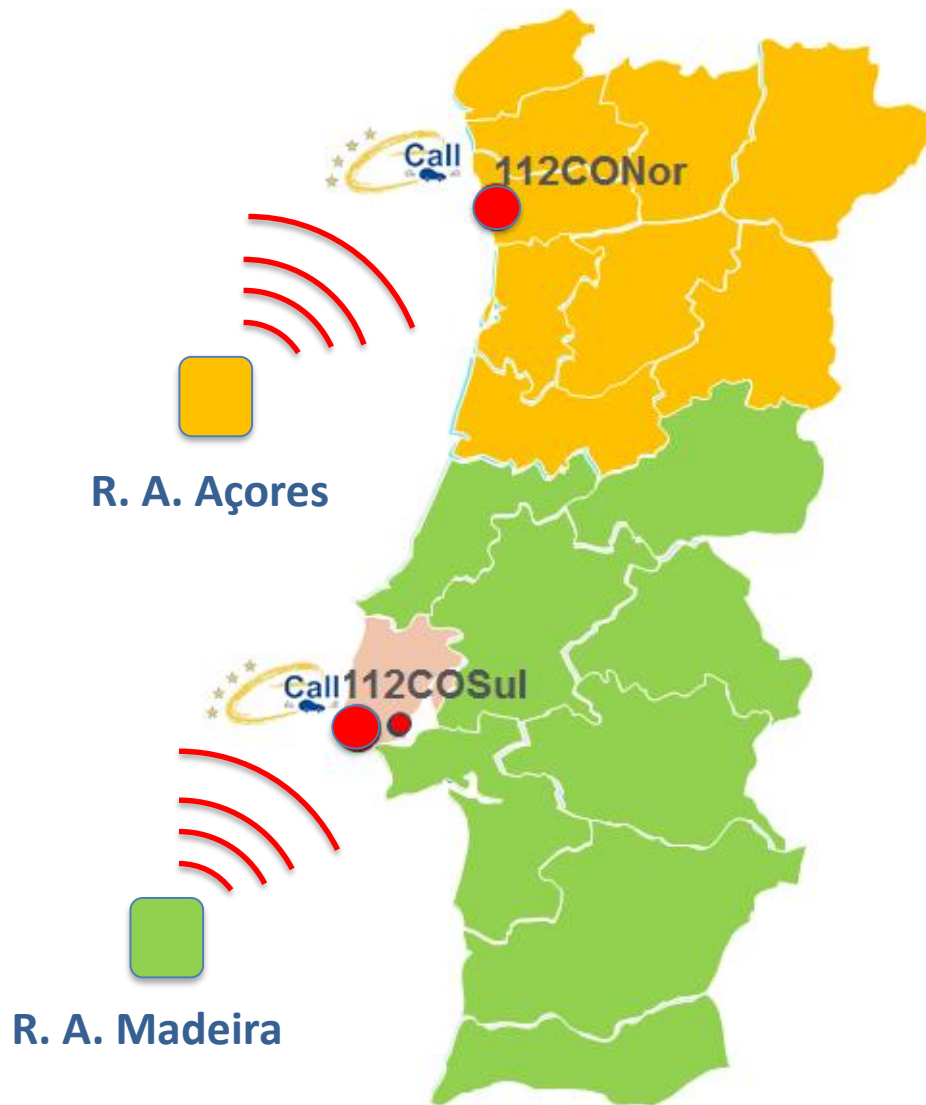 Call
112CONor
R. A. Açores
Call
112COSul
R. A. Madeira